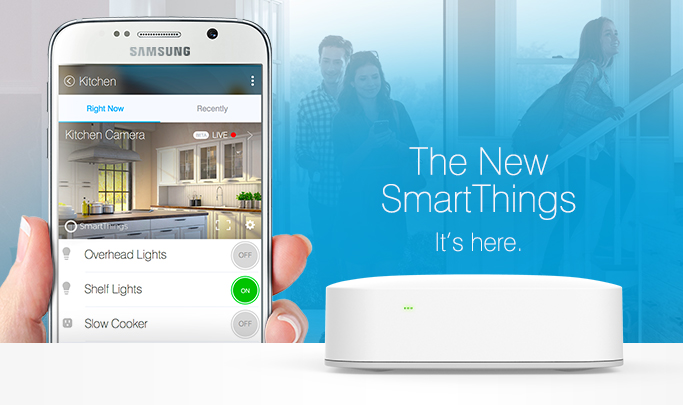 SAMSUNG
Kitchen
Right Now
Recently
Kitchen Camera
BETA
LIVE
SmartThings
Overhead Lights
OFF
Shelf Lights
ON
Slow Cooker
OFF
The New
SmartThings
It's here.